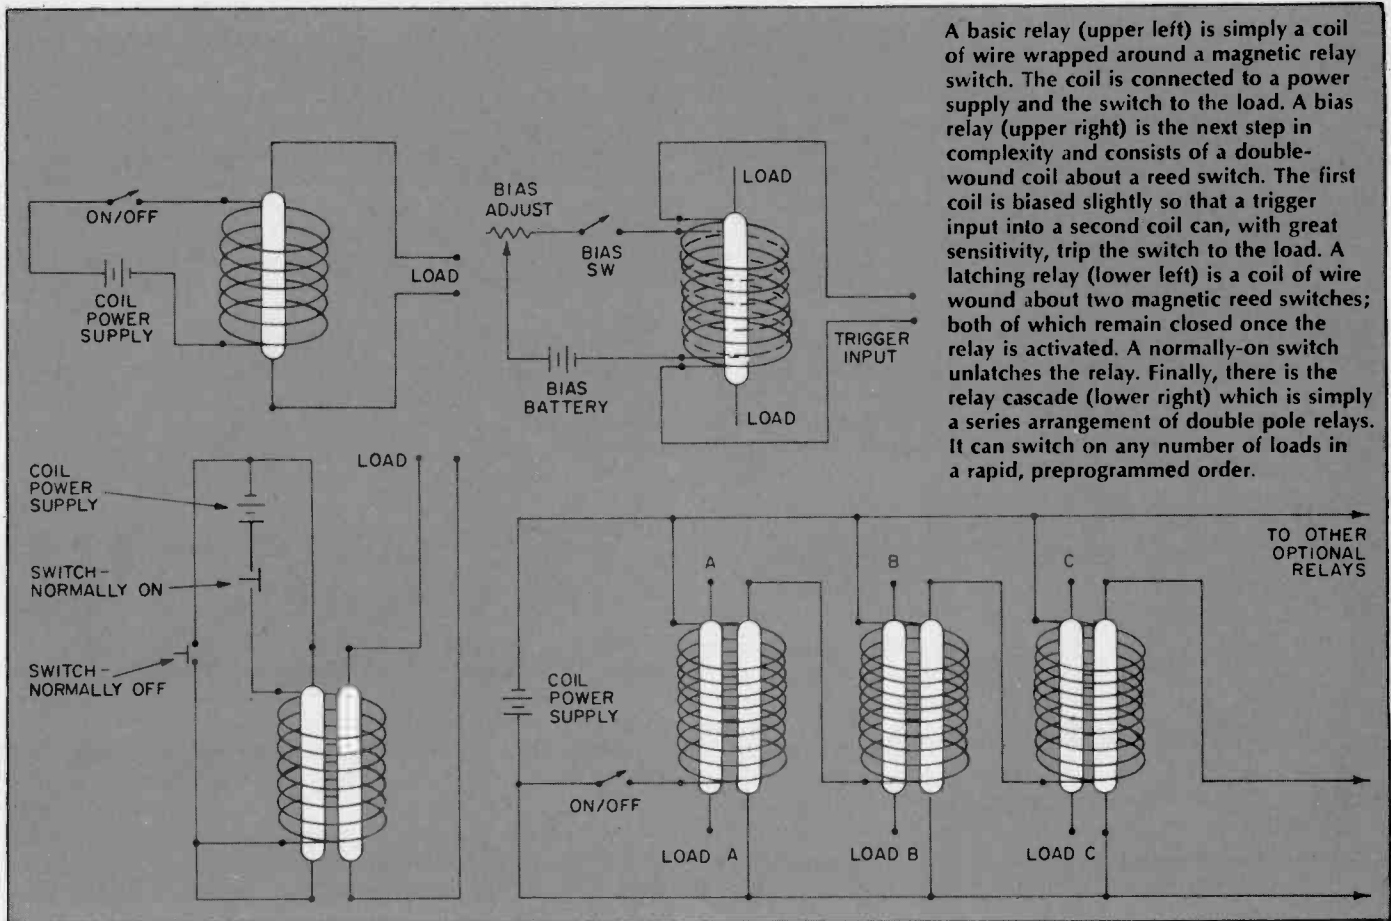 A basic relay (upper left) is simply a coil
of wire wrapped around a magnetic relay
switch. The coil is connected to a power
supply and the switch to the load. A bias
relay (upper right) is the next step in
complexity and consists of a double-
wound coil about a reed switch. The first
coil is biased slightly so that a trigger
input into a second coil can, with great
sensitivity, trip the switch to the load. A
latching relay (lower left) is a coil of wire
wound about two magnetic reed switches;
both of which remain closed once the
relay is activated. A normally-on switch
unlatches the relay. Finally, there is the
relay cascade (lower right) which is simply
a series arrangement of double pole relays.
It can switch on any number of loads in
a rapid, preprogrammed order.
ON/OFF
COIL
POWER
SUPPLY
LOAD
BIAS
ADJUST
BIAS
SW
BIAS
BATTERY
LOAD
LOAD
TRIGGER
INPUT
COIL
POWER
SUPPLY
SWITCH-
NORMALLY ON
SWITCH-
NORMALLY OFF
LOAD
COIL
POWER
SUPPLY
ON/OFF
A
B
C
LOAD A
LOAD B
LOAD C
TO OTHER
OPTIONAL
RELAYS